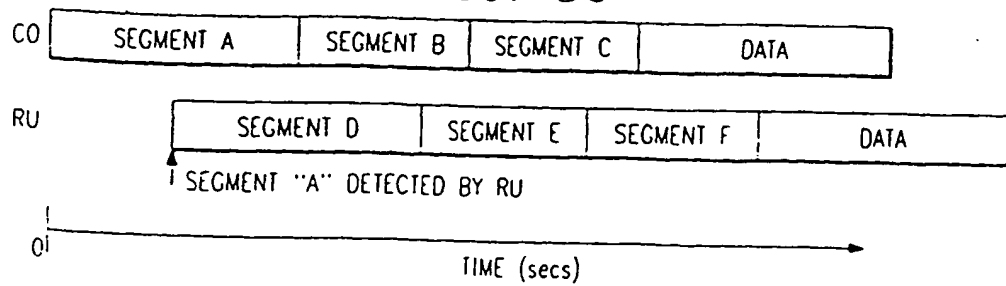 CO SEGMENT A SEGMENT B SEGMENT C DATA
RU SEGMENT D SEGMENT E SEGMENT F DATA
SEGMENT "A" DETECTED BY RU
0
TIME (secs)